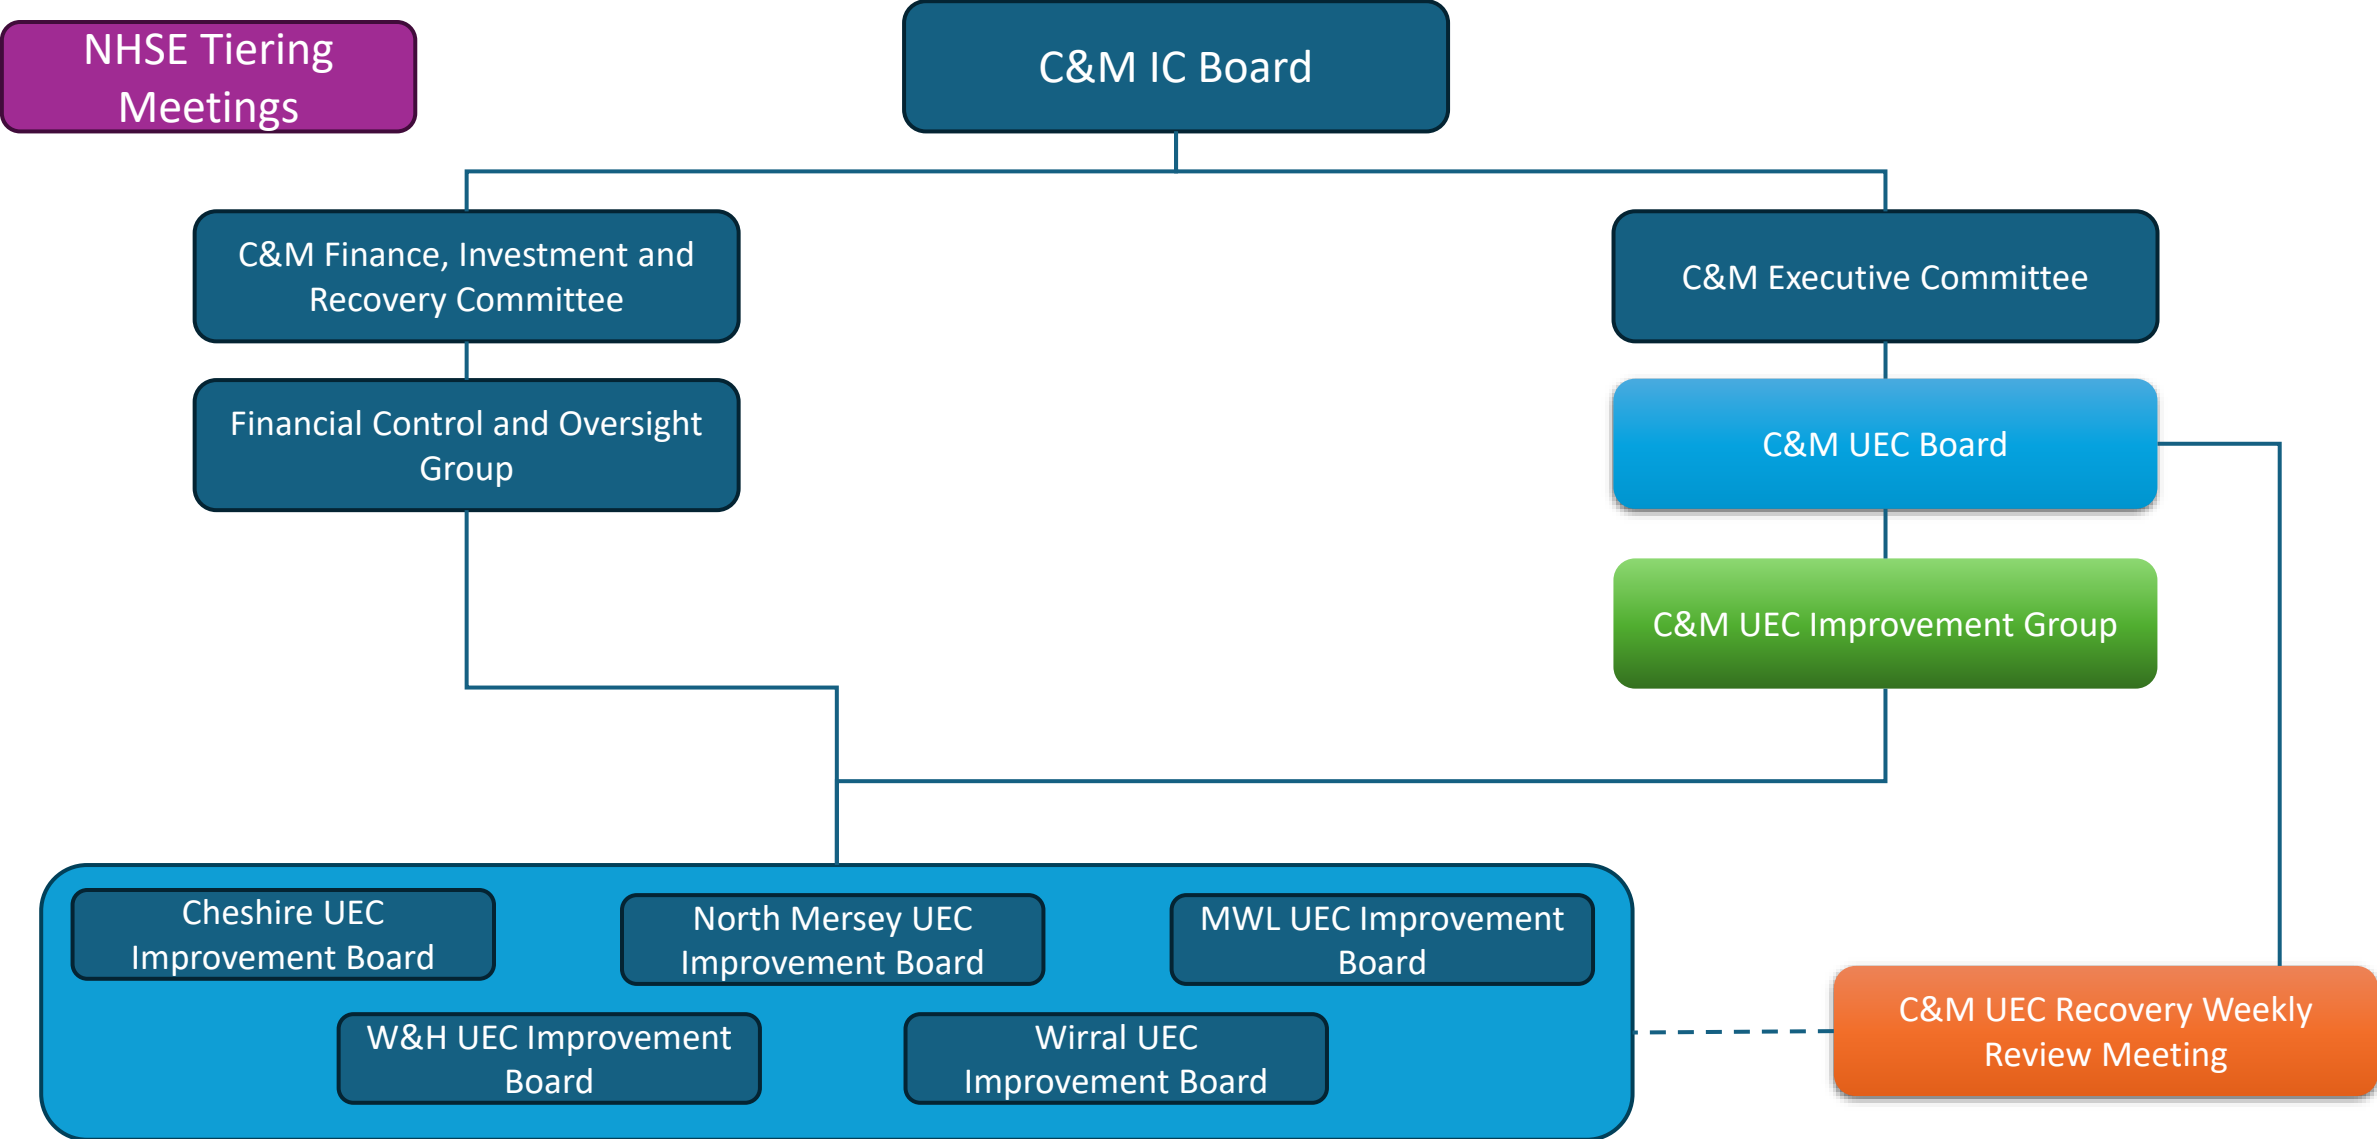 NHSE Tiering
Meetings
C&M IC Board
C&M Finance, Investment and
Recovery Committee
C&M Executive Committee
Financial Control and Oversight
Group
C&M UEC Board
C&M UEC Improvement Group
Cheshire UEC
Improvement Board
North Mersey UEC
Improvement Board
MWL UEC Improvement
Board
W&H UEC Improvement
Board
Wirral UEC
Improvement Board
C&M UEC Recovery Weekly
Review Meeting